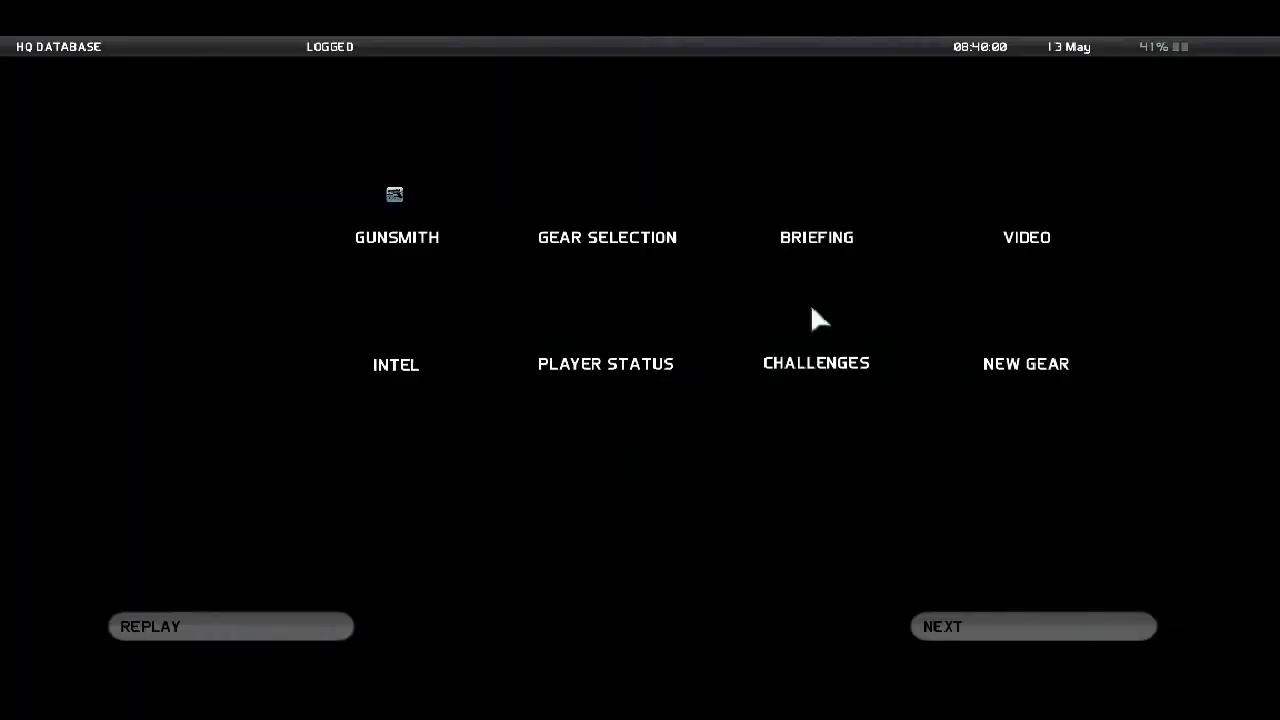 HQ DATABASE LOGGED 08:40:00 13 May 41%
GUNSMITH GEAR SELECTION BRIEFING VIDEO
INTEL PLAYER STATUS CHALLENGES NEW GEAR
REPLAY NEXT